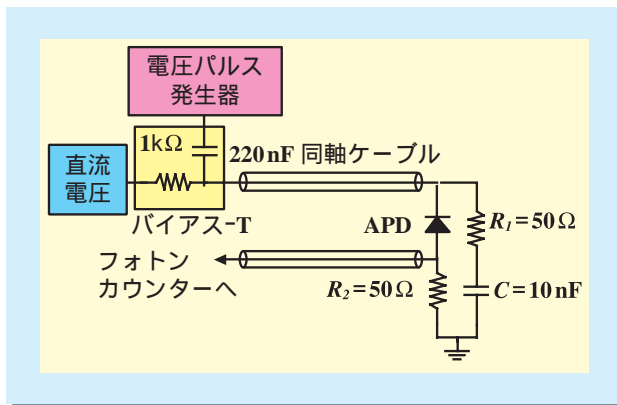 電圧パルス
発生器
1kΩ
220nF 同軸ケーブル
直流
電圧
バイアス-T
APD
R1=50Ω
フォトン
カウンターへ
R2=50Ω
C=10nF